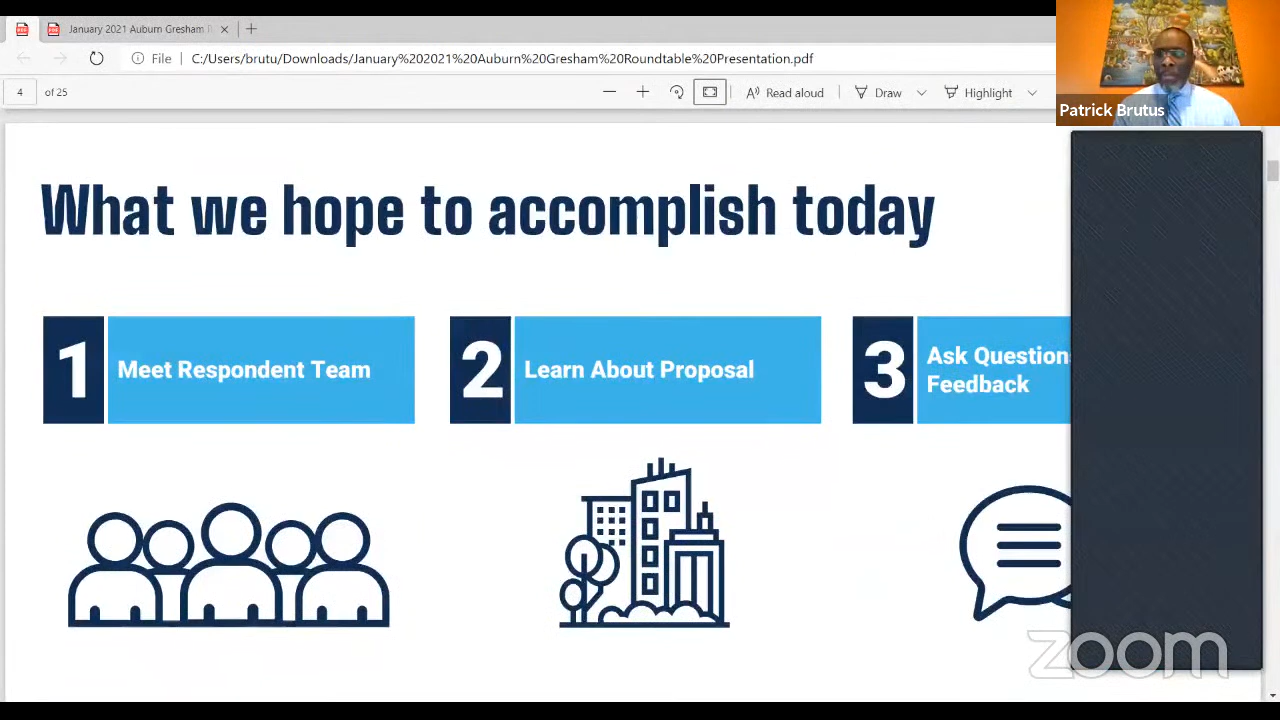 January 2021 Auburn Gresham
File
C:/Users/brutu/Downloads/January%202021%20Auburn%20Gresham%20Roundtable%20Presentation.pdf
4 of 25
Read aloud
Draw
Highlight
Patrick Brutus
What we hope to accomplish today
1 Meet Respondent Team
2 Learn About Proposal
3 Ask Question
Feedback
zoom